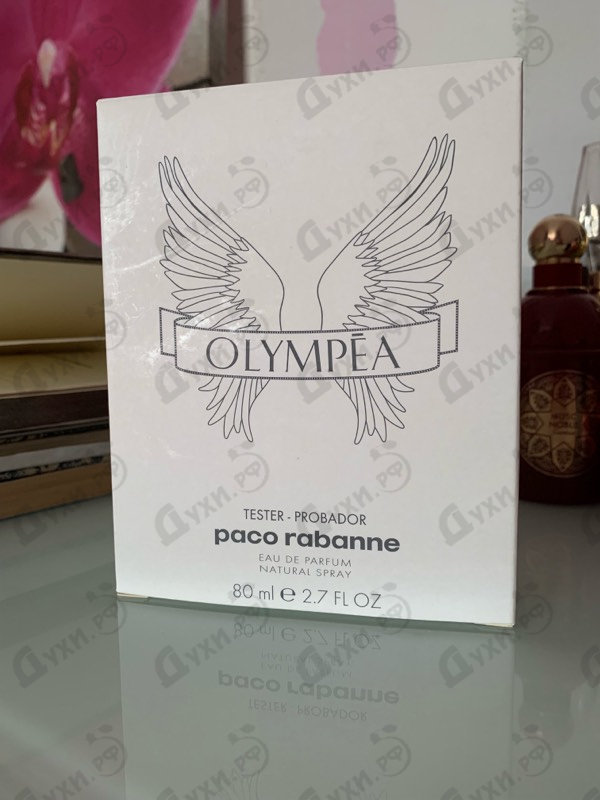 OLYMPĒA
TESTER - PROBADOR
paco rabanne
EAU DE PARFUM
NATURAL SPRAY
80 ml ℮ 2.7 FL OZ
Духи.рф